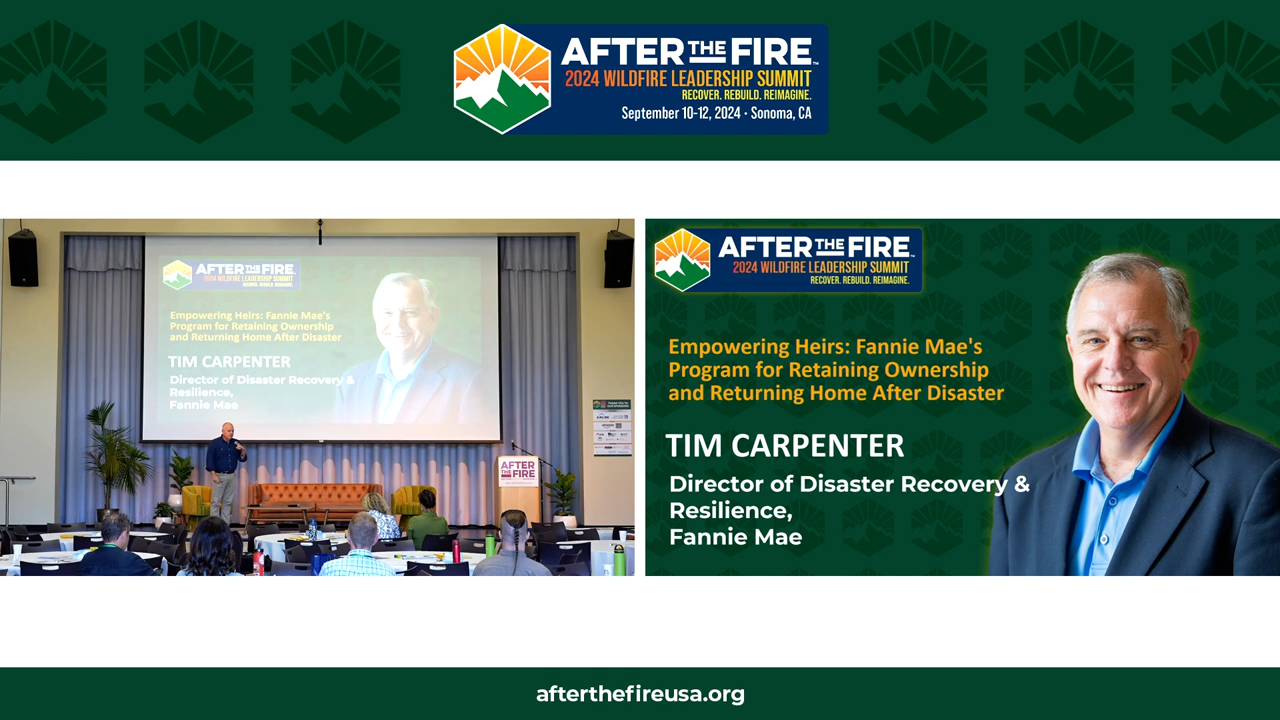 AFTER THE FIRE™
2024 WILDFIRE LEADERSHIP SUMMIT
RECOVER. REBUILD. REIMAGINE.
September 10-12, 2024 · Sonoma, CA
AFTER THE FIRE
2024 WILDFIRE LEADERSHIP SUMMIT
RECOVER. REBUILD. REIMAGINE.
Empowering Heirs: Fannie Mae's
Program for Retaining Ownership
and Returning Home After Disaster
TIM CARPENTER
Director of Disaster Recovery &
Resilience,
Fannie Mae
AFTER
THE FIRE
AFTER THE FIRE™
2024 WILDFIRE LEADERSHIP SUMMIT
RECOVER. REBUILD. REIMAGINE.
Empowering Heirs: Fannie Mae's
Program for Retaining Ownership
and Returning Home After Disaster
TIM CARPENTER
Director of Disaster Recovery &
Resilience,
Fannie Mae
afterthefireusa.org